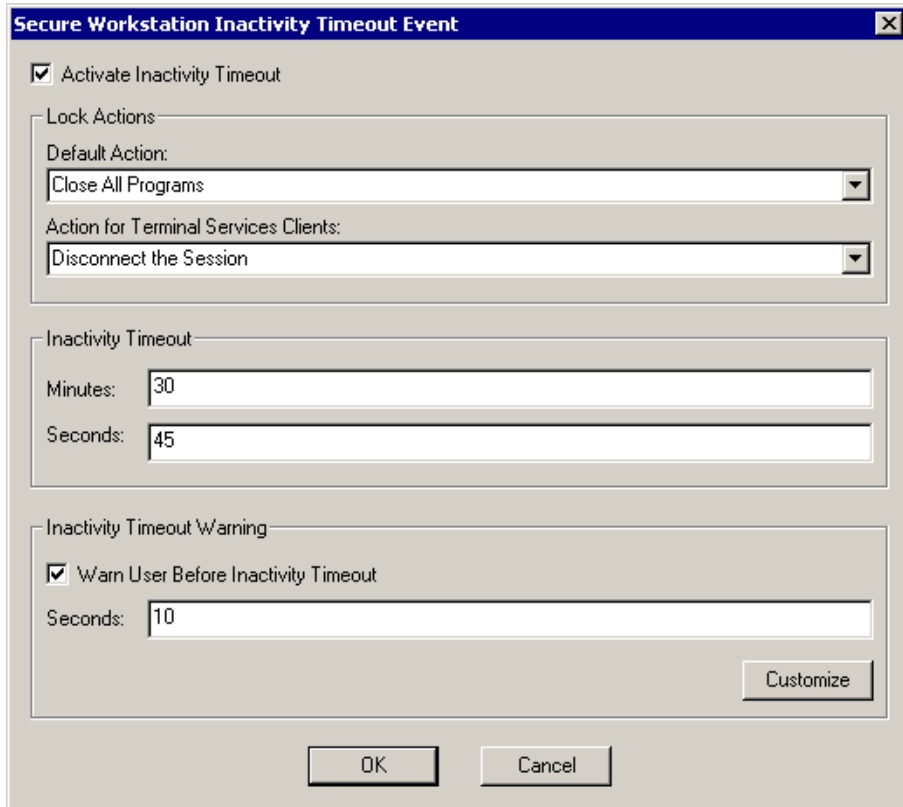 Secure Workstation Inactivity Timeout Event
Activate Inactivity Timeout
Lock Actions
Default Action:
Close All Programs
Action for Terminal Services Clients:
Disconnect the Session
Inactivity Timeout
Minutes: 30
Seconds: 45
Inactivity Timeout Warning
Warn User Before Inactivity Timeout
Seconds: 10
Customize
OK Cancel